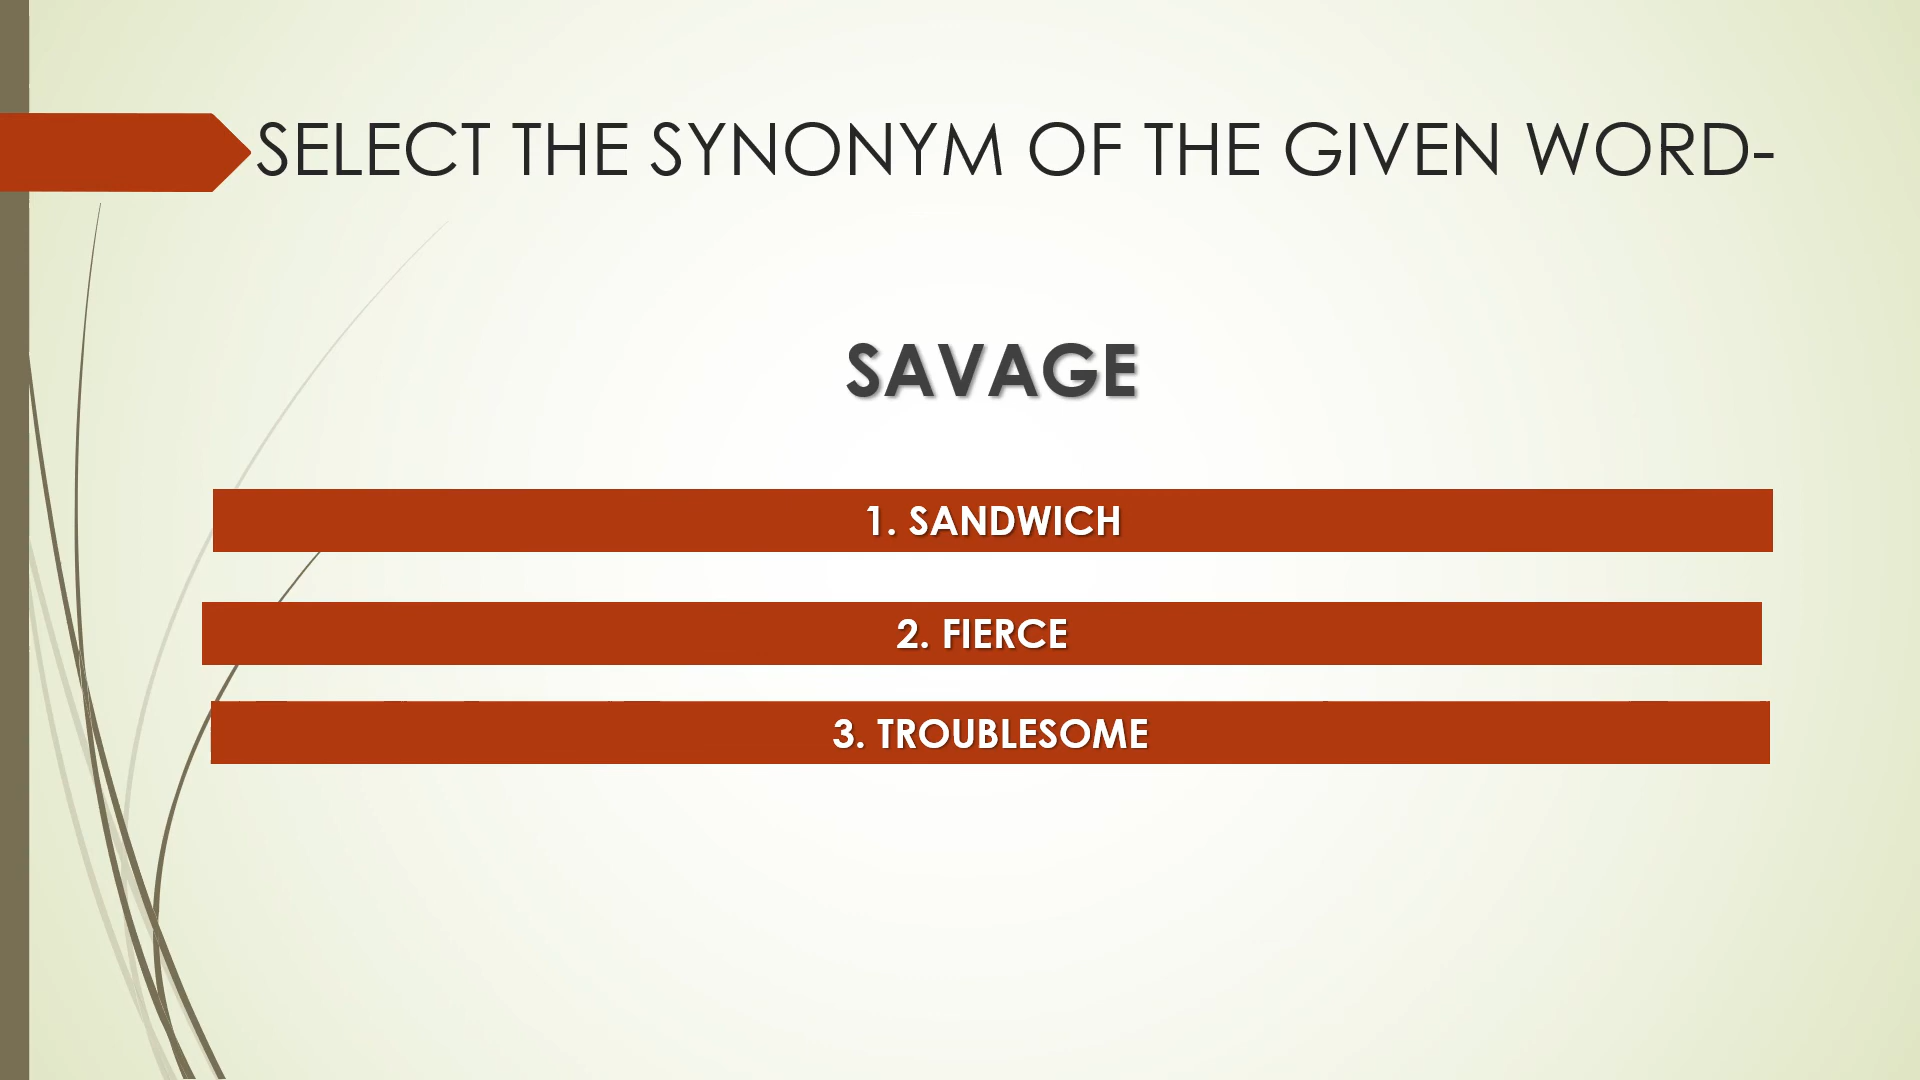 SELECT THE SYNONYM OF THE GIVEN WORD-
SAVAGE
1. SANDWICH
2. FIERCE
3. TROUBLESOME